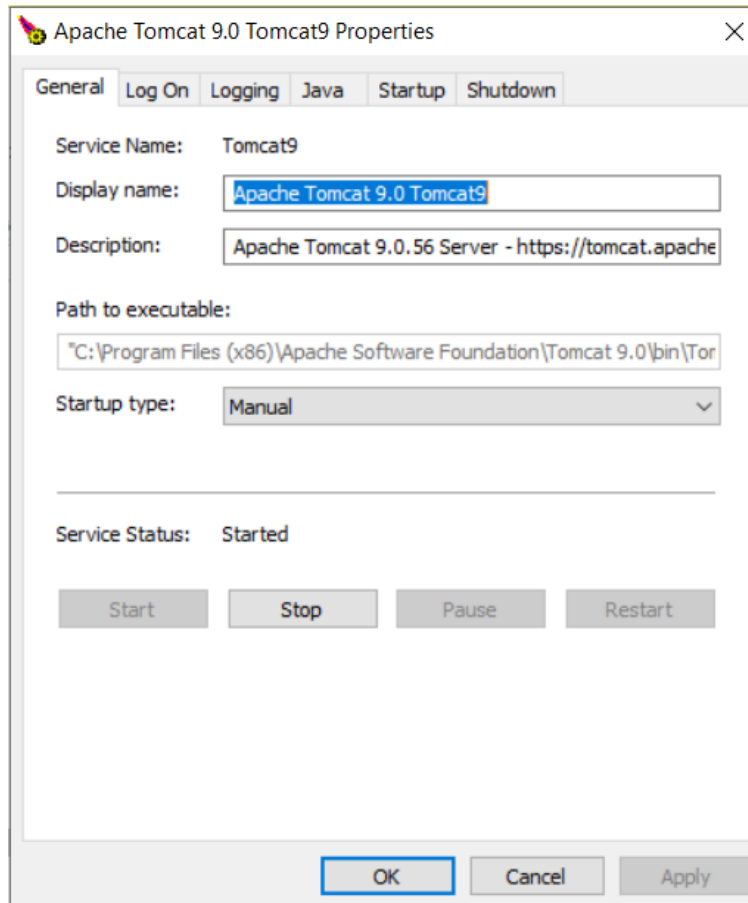 Apache Tomcat 9.0 Tomcat9 Properties
General Log On Logging Java Startup Shutdown
Service Name: Tomcat9
Display name: Apache Tomcat 9.0 Tomcat9
Description: Apache Tomcat 9.0.56 Server - https://tomcat.apache
Path to executable:
"C:\Program Files (x86)\Apache Software Foundation\Tomcat 9.0\bin\Tor
Startup type: Manual
Service Status: Started
Start Stop Pause Restart
OK Cancel Apply